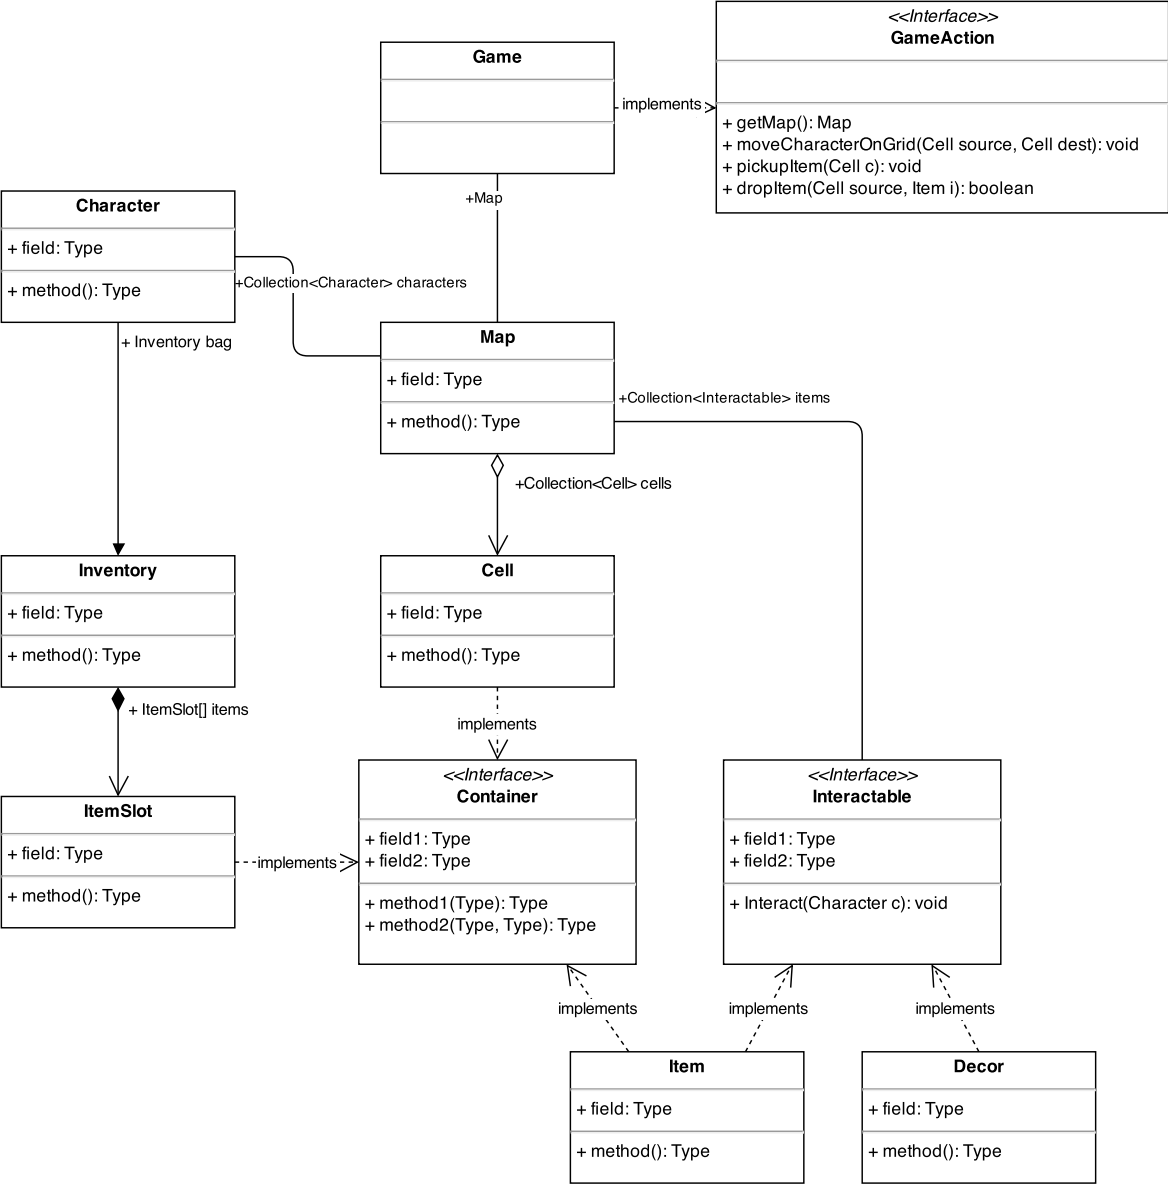 <<Interface>>
GameAction
+ getMap(): Map
+ moveCharacterOnGrid(Cell source, Cell dest): void
+ pickupItem(Cell c): void
+ dropItem(Cell source, Item i): boolean
Game
implements
+Map
Character
+ field: Type
+ method(): Type
+Collection<Character> characters
+ Inventory bag
Map
+ field: Type
+ method(): Type
+Collection<Interactable> items
+Collection<Cell> cells
Inventory
+ field: Type
+ method(): Type
Cell
+ field: Type
+ method(): Type
+ ItemSlot[] items
implements
ItemSlot
+ field: Type
+ method(): Type
implements
<<Interface>>
Container
+ field1: Type
+ field2: Type
+ method1(Type): Type
+ method2(Type, Type): Type
<<Interface>>
Interactable
+ field1: Type
+ field2: Type
+ Interact(Character c): void
implements
implements
implements
Item
+ field: Type
+ method(): Type
Decor
+ field: Type
+ method(): Type